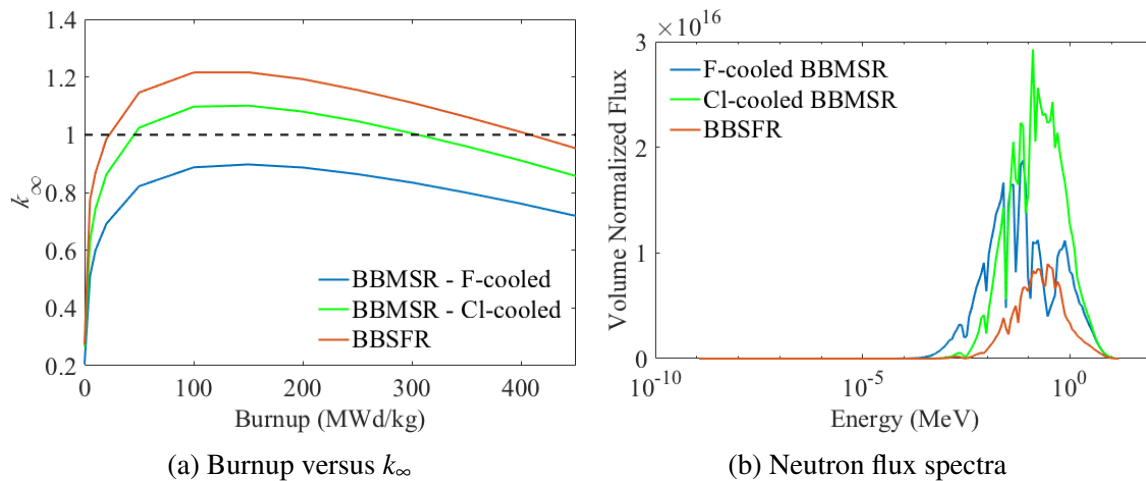 1.4
1.2
1
0.8
0.6
0.4
0.2
k∞
0 100 200 300 400
Burnup (MWd/kg)
BBMSR - F-cooled
BBMSR - Cl-cooled
BBSFR
(a) Burnup versus k∞
×10^16
3
2
1
0
Volume Normalized Flux
F-cooled BBMSR
Cl-cooled BBMSR
BBSFR
10^-10 10^-5 10^0
Energy (MeV)
(b) Neutron flux spectra